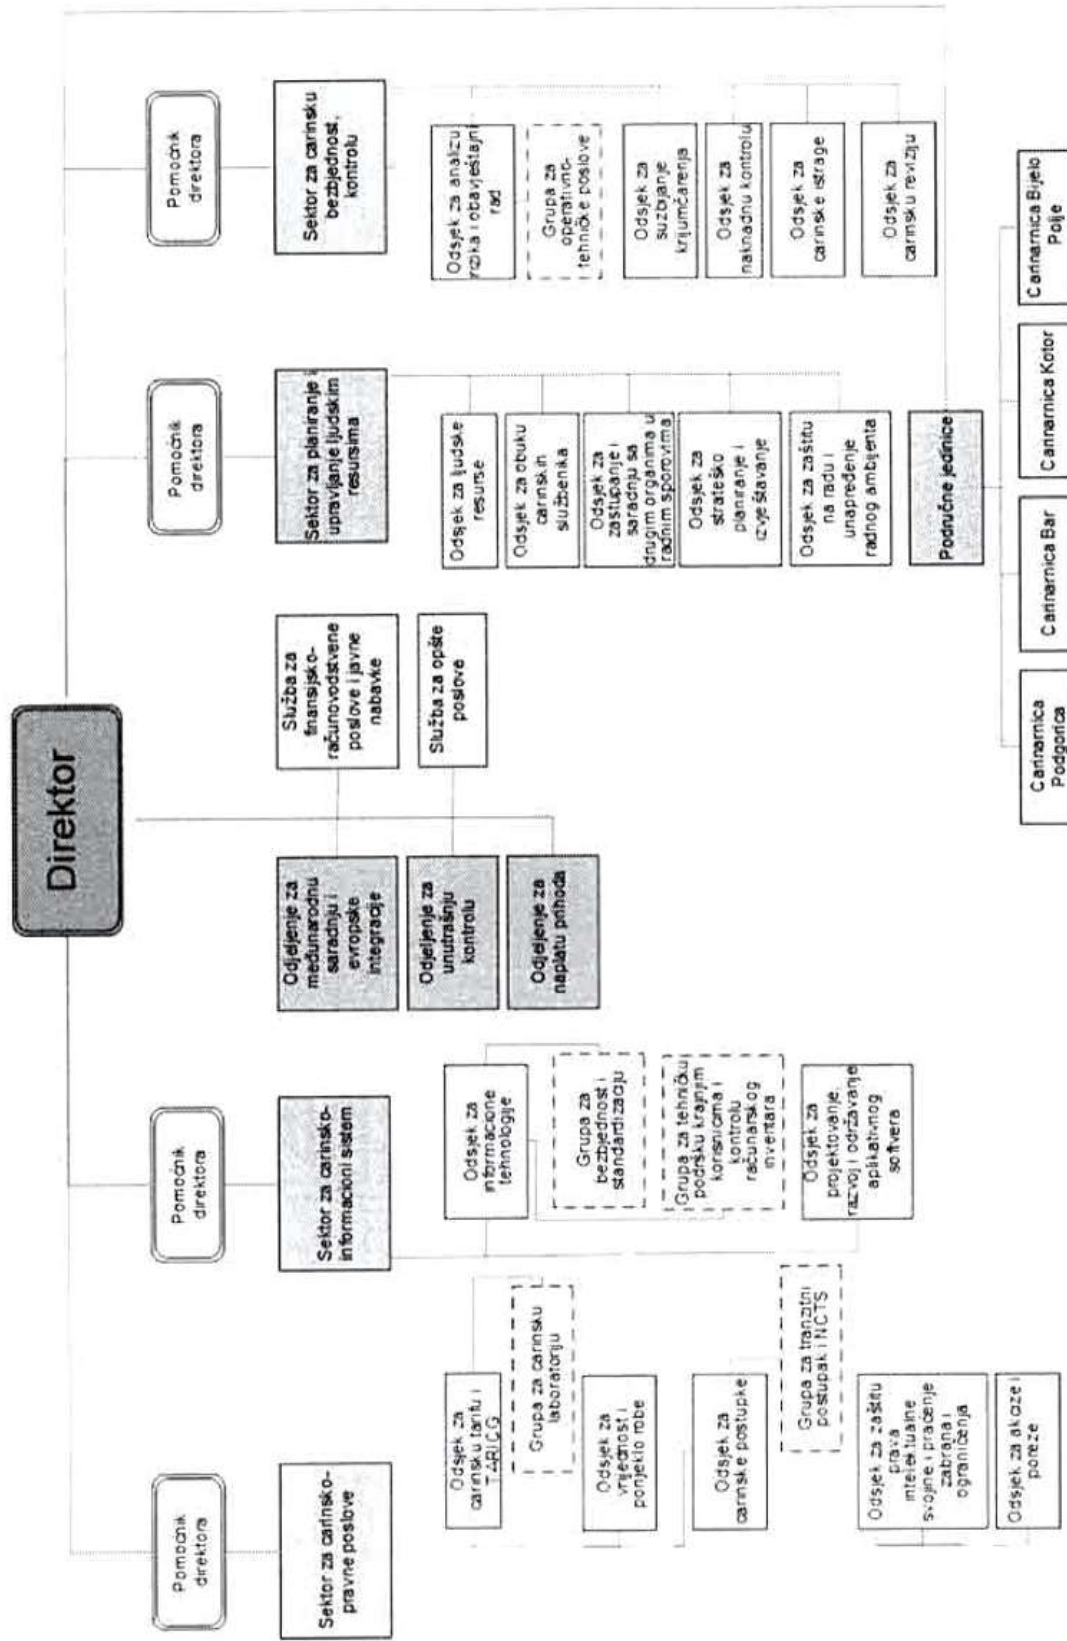 Direktor
Pomoćnik
direktora
Sektor za carinsko-
pravne poslove
Odsjek za
carinsku tarifu i
TARICG
Grupa za carinsku
laboratoriju
Odsjek za
vrijednost i
porijeklo robe
Odsjek za
carinske postupke
Grupa za tranzitni
postupak i NCTS
Odsjek za zaštitu
prava
intelektualne
svojine i praćenje
zabrana i
ograničenja
Odsjek za akcize i
poreze
Pomoćnik
direktora
Sektor za carinsko-
informacioni sistem
Odsjek za
informacione
tehnologije
Grupa za
bezbjednost i
standardizaciju
Grupa za tehničku
podršku krajnjim
korisnicima i
kontrolu
računarskog
inventara
Odsjek za
projektovanje,
razvoj i održavanje
aplikativnog
softvera
Odjeljenje za
međunarodnu
saradnju i
evropske
integracije
Odjeljenje za
unutrašnju
kontrolu
Odjeljenje za
naplatu prihoda
Služba za
finansijsko-
računovodstvene
poslove i javne
nabavke
Služba za opšte
poslove
Pomoćnik
direktora
Sektor za planiranje i
upravljanje ljudskim
resursima
Odsjek za ljudske
resurse
Odsjek za obuku
carinskih
službenika
Odsjek za
zastupanje i
saradnju sa
drugim organima u
radnim sporovima
Odsjek za
strateško
planiranje i
izvještavanje
Odsjek za zaštitu
na radu i
unapređenje
radnog ambijenta
Pomoćnik
direktora
Sektor za carinsku
bezbjednost,
kontrolu
Odsjek za analizu
rizika i obavještajni
rad
Grupa za
operativno-
tehničke poslove
Odsjek za
suzbijanje
krijumčarenja
Odsjek za
naknadnu kontrolu
Odsjek za
carinske istrage
Odsjek za
carinsku reviziju
Područne jedinice
Carinarnica
Podgorica
Carinarnica Bar
Carinarnica Kotor
Carinarnica Bijelo
Polje